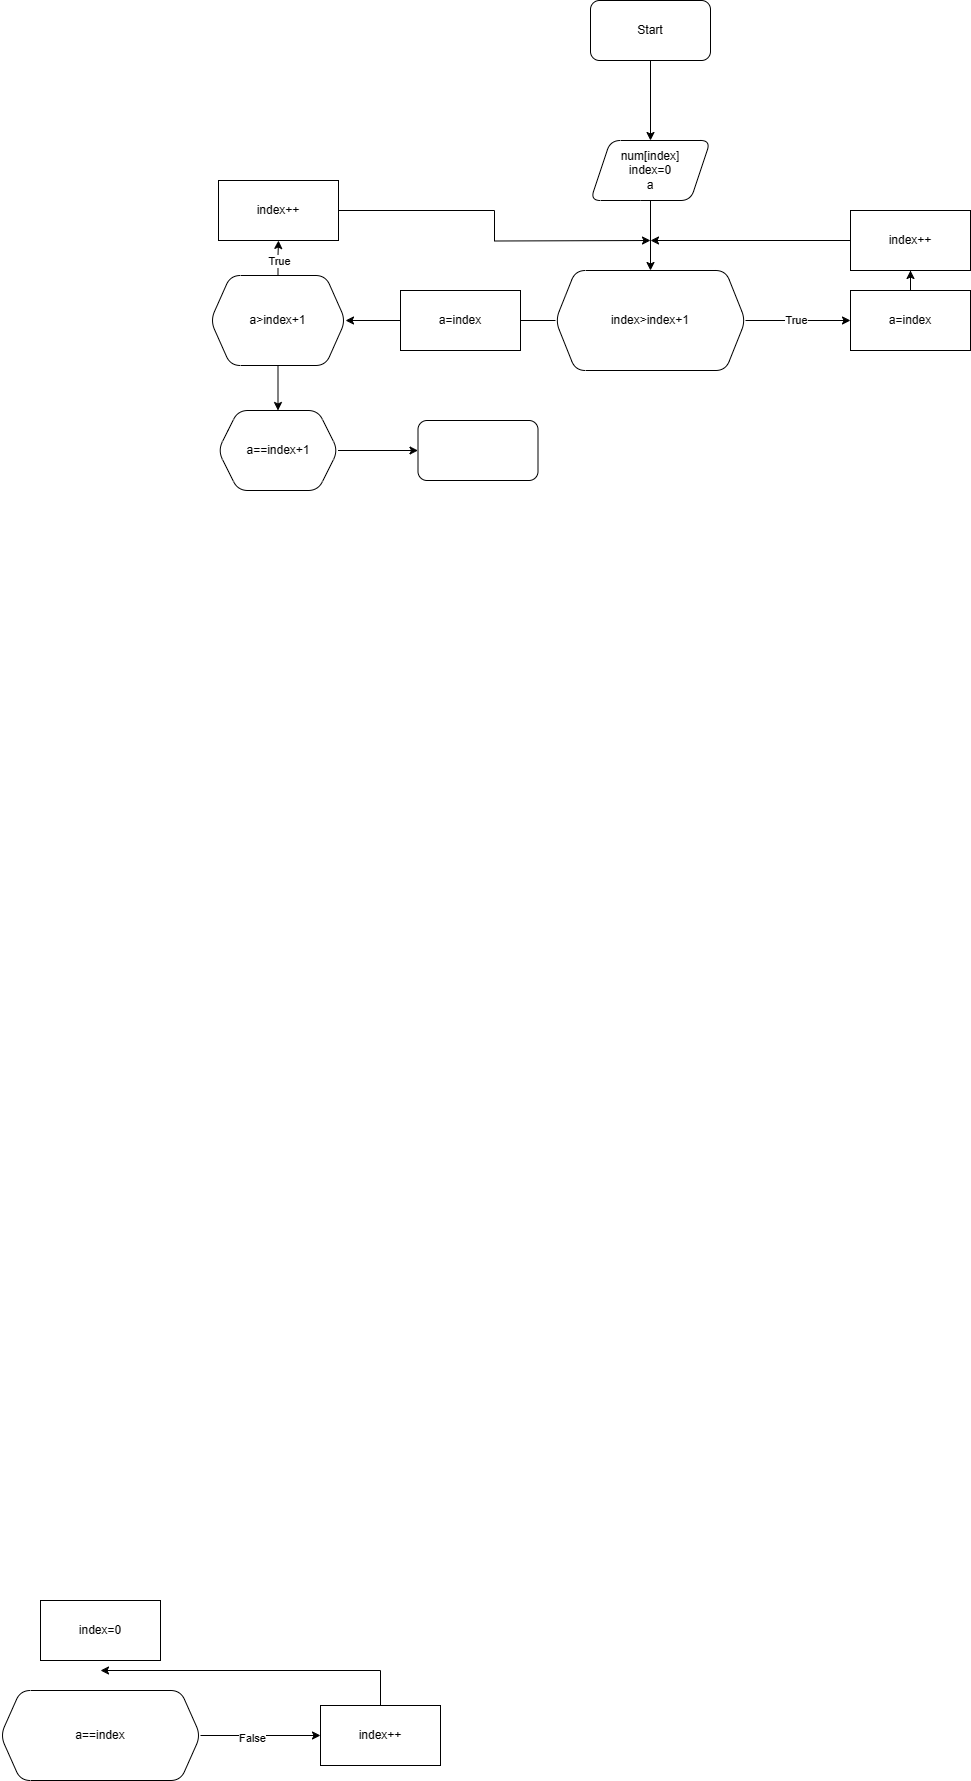 Start
num[index]
index=0
a
index++
index++
True
a>index+1
a=index
index>index+1
True
a=index
a==index+1
index=0
a==index
False
index++